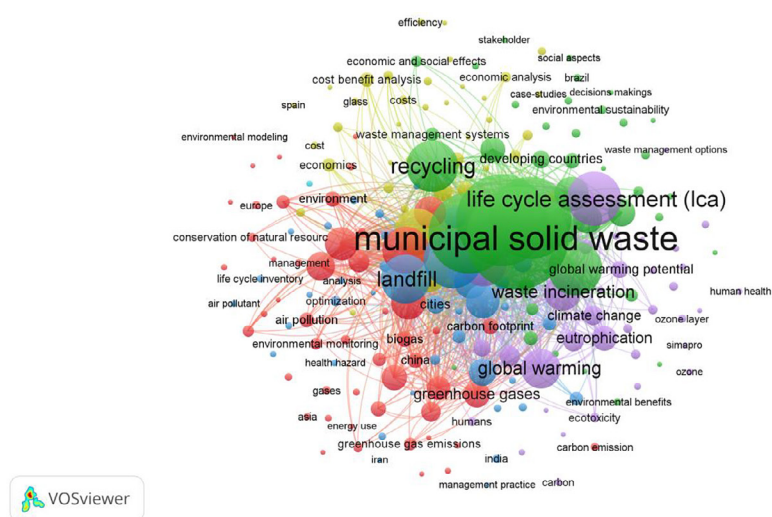 efficiency
stakeholder
economic and social effects
social aspects
cost benefit analysis
economic analysis
brazil
spain
glass
costs
case-studies
decisions makings
environmental sustainability
environmental modeling
waste management systems
cost
waste management options
economics
recycling
developing countries
europe
environment
life cycle assessment (lca)
conservation of natural resourc
municipal solid waste
management
global warming potential
life cycle inventory
analysis
landfill
waste incineration
human health
air pollutant
optimization
cities
climate change
ozone layer
air pollution
carbon footprint
environmental monitoring
biogas
eutrophication
simapro
health hazard
china
global warming
ozone
gases
greenhouse gases
environmental benefits
asia
energy use
humans
ecotoxicity
greenhouse gas emissions
carbon emission
iran
india
management practice
carbon
VOSviewer